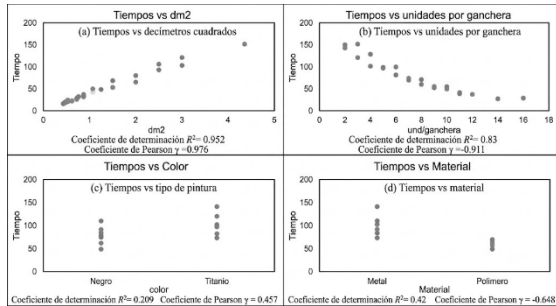 Tiempos vs dm2
(a) Tiempos vs decímetros cuadrados
200
150
100
50
0
Tiempo
0
1
2
3
4
5
dm2
Coeficiente de determinación R²= 0.952
Coeficiente de Pearson γ =0.976
Tiempos vs unidades por ganchera
(b) Tiempos vs unidades por ganchera
200
150
100
50
0
Tiempo
0
2
4
6
8
10
12
14
16
18
und/ganchera
Coeficiente de determinación R²= 0.83
Coeficiente de Pearson γ =-0.911
Tiempos vs Color
(c) Tiempos vs tipo de pintura
200
150
100
50
0
Tiempo
Negro
Titanio
color
Coeficiente de determinación R²= 0.209 Coeficiente de Pearson γ = 0.457
Tiempos vs Material
(d) Tiempos vs material
200
150
100
50
0
Tiempo
Metal
Polimero
Material
Coeficiente de determinación R²= 0.42 Coeficiente de Pearson γ = -0.648